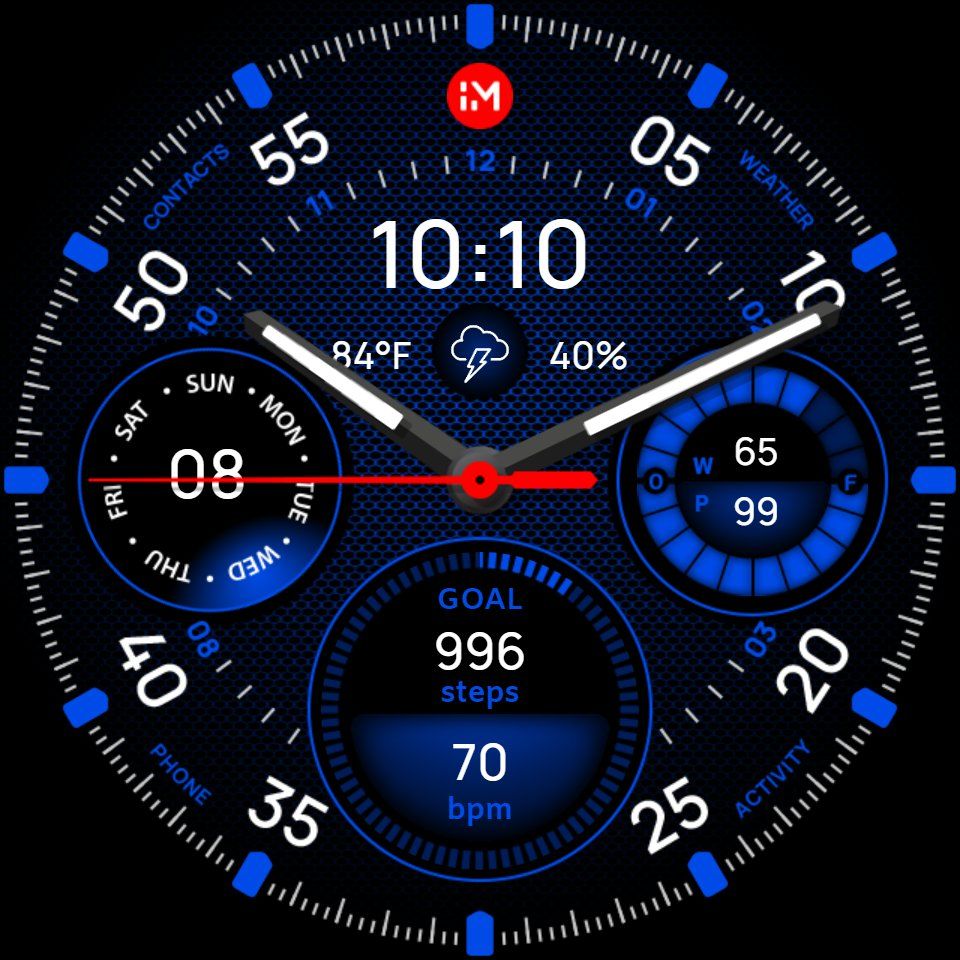 iM
12
55
05
CONTACTS
WEATHER
11
01
10:10
50
10
10
84°F
40%
SUN
MON
TUE
WED
THU
FRI
SAT
08
W 65
O
F
P 99
GOAL
996
steps
70
bpm
08
03
40
20
PHONE
ACTIVITY
35
25